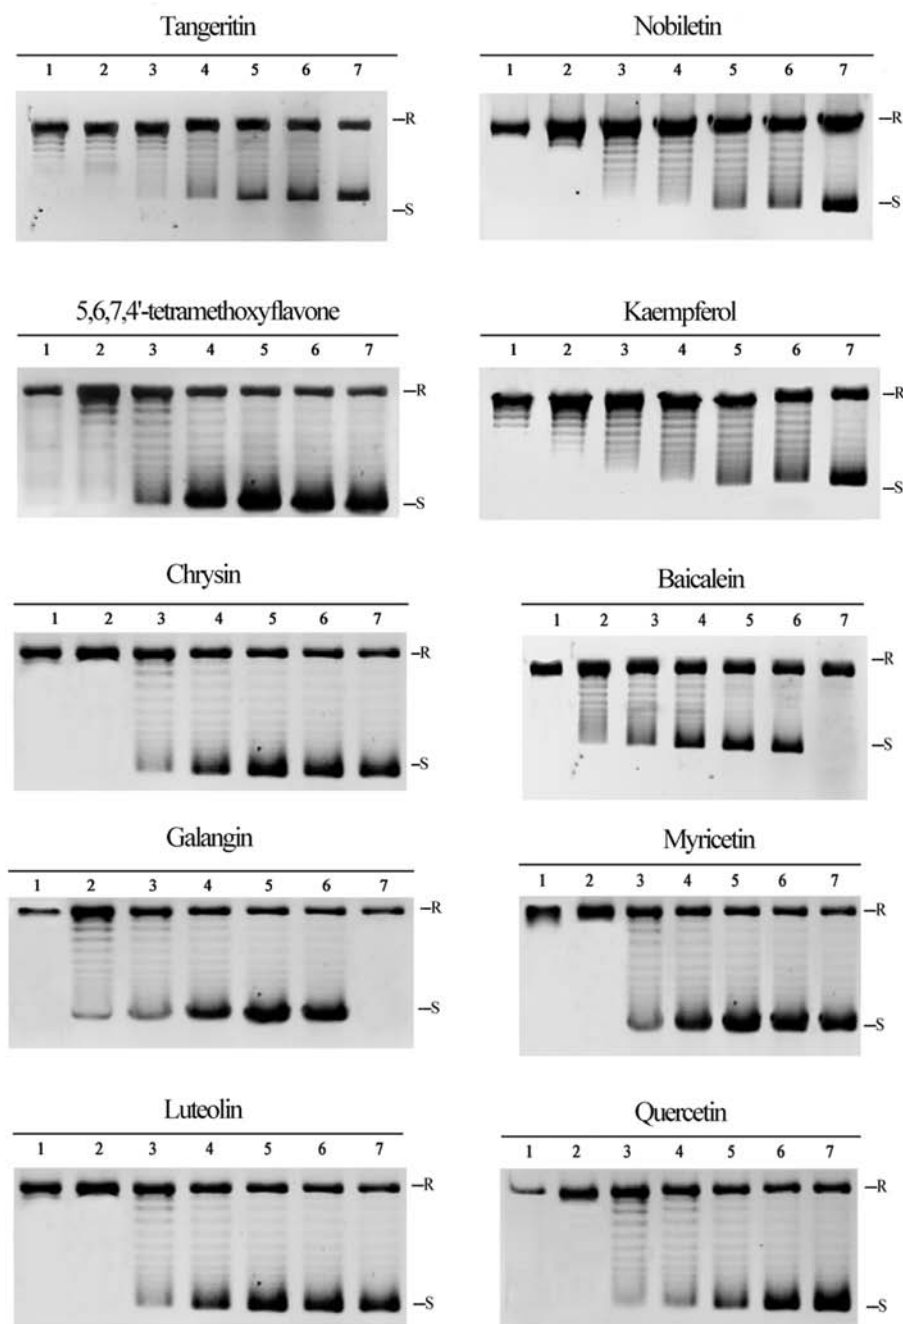 Tangeritin
1 2 3 4 5 6 7
–R
–S
Nobiletin
1 2 3 4 5 6 7
–R
–S
5,6,7,4'-tetramethoxyflavone
1 2 3 4 5 6 7
–R
–S
Kaempferol
1 2 3 4 5 6 7
–R
–S
Chrysin
1 2 3 4 5 6 7
–R
–S
Baicalein
1 2 3 4 5 6 7
–R
–S
Galangin
1 2 3 4 5 6 7
–R
–S
Myricetin
1 2 3 4 5 6 7
–R
–S
Luteolin
1 2 3 4 5 6 7
–R
–S
Quercetin
1 2 3 4 5 6 7
–R
–S